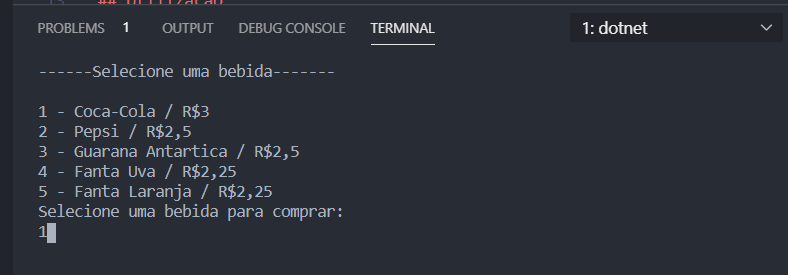 PROBLEMS 1 OUTPUT DEBUG CONSOLE TERMINAL 1: dotnet
------Selecione uma bebida-------
1 - Coca-Cola / R$3
2 - Pepsi / R$2,5
3 - Guarana Antartica / R$2,5
4 - Fanta Uva / R$2,25
5 - Fanta Laranja / R$2,25
Selecione uma bebida para comprar:
1